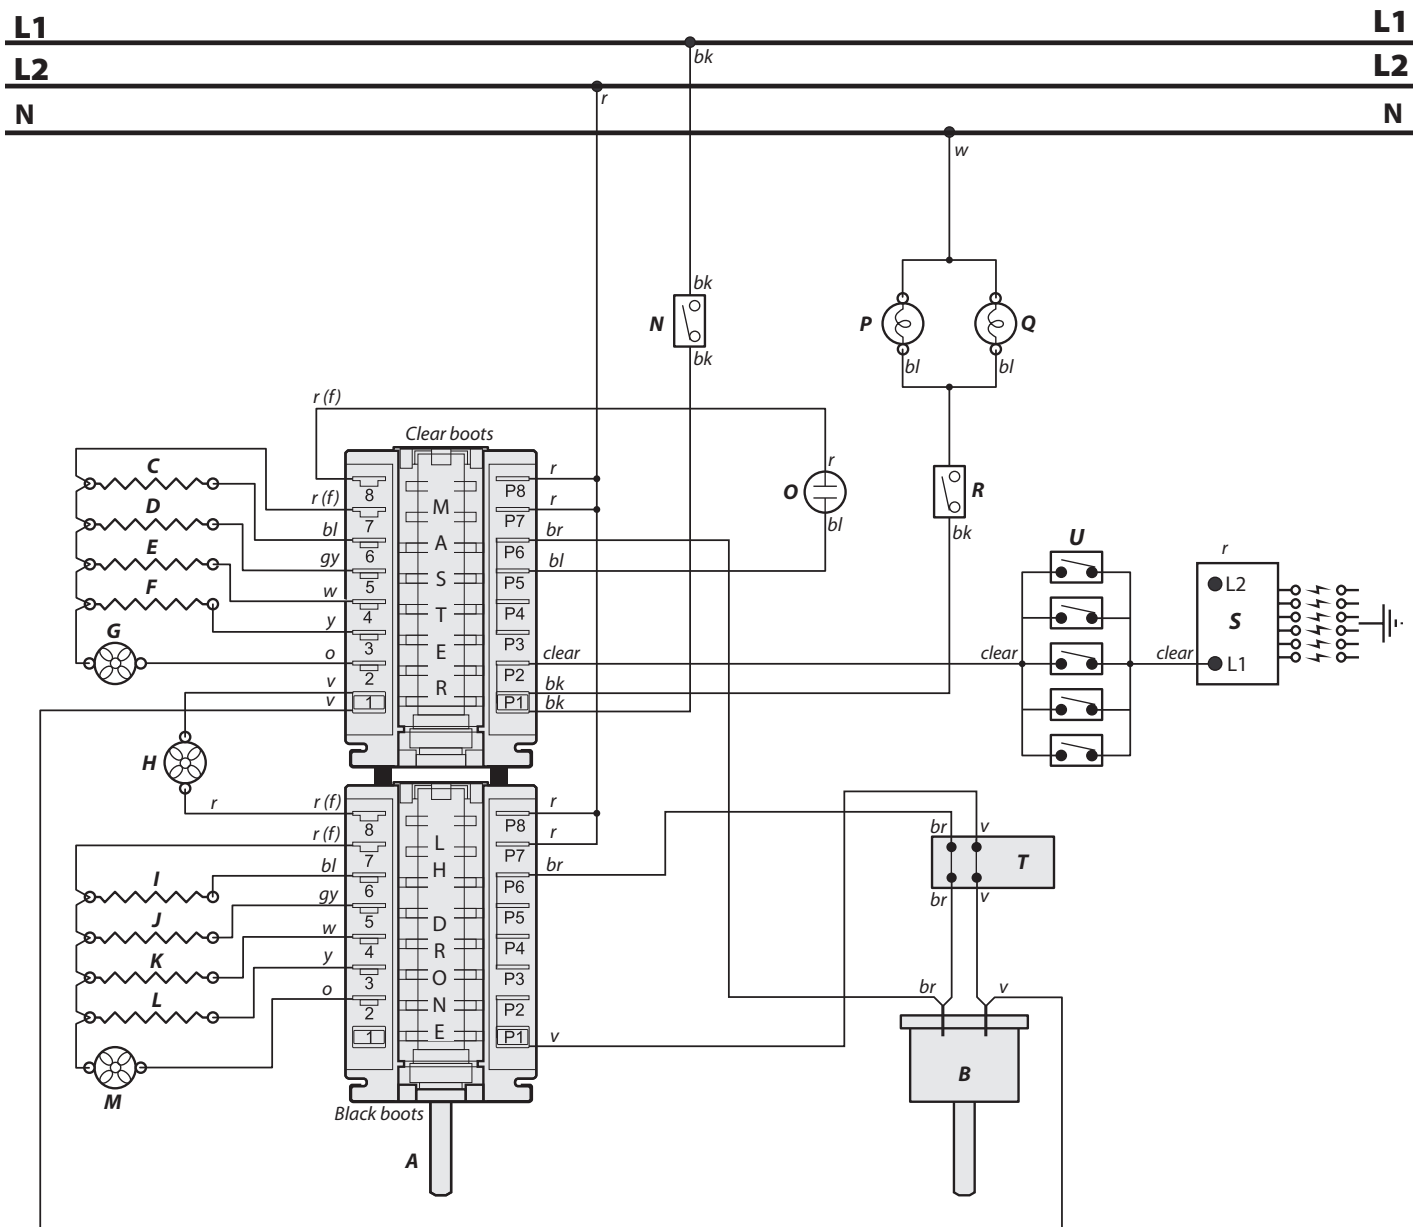 L1 L1
bk
L2 L2
r
N N
w
bk
N
bk
P Q
bl bl
r (f)
Clear boots
C
r
8 P8
r
O
R
r (f)
7 P7
r
D
bl
6 P6
br
bl
bk
E
gy
5 P5
bl
U
r
F
w
4 P4
L2
y
3 P3
S
G
o
2 P2
clear clear clear
L1
v
bk
v
1 P1
bk
MASTER
H
r
r (f)
8 P8
r
r (f)
7 P7
r
br v
T
I
bl
6 P6
br
br v
J
gy
5 P5
K
w
4 P4
L
y
3 P3
o
2 P2
br v
1 P1
v
LH DRONE
M
B
Black boots
A